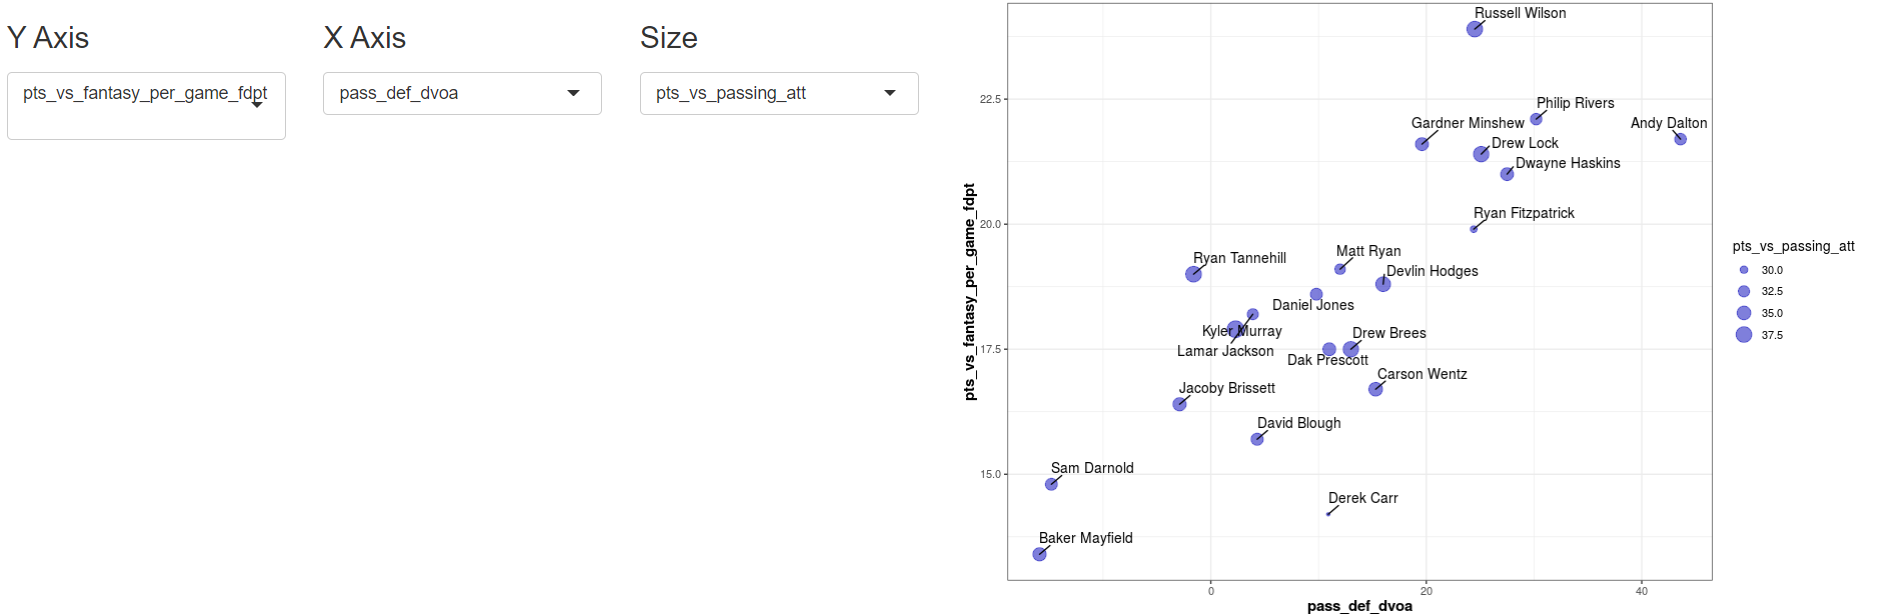 Y Axis
X Axis
Size
pts_vs_fantasy_per_game_fdpt
pass_def_dvoa
pts_vs_passing_att
pts_vs_fantasy_per_game_fdpt
22.5
20.0
17.5
15.0
Russell Wilson
Philip Rivers
Gardner Minshew
Andy Dalton
Drew Lock
Dwayne Haskins
Ryan Fitzpatrick
Matt Ryan
Ryan Tannehill
Devlin Hodges
Daniel Jones
Kyler Murray
Drew Brees
Lamar Jackson
Dak Prescott
Carson Wentz
Jacoby Brissett
David Blough
Sam Darnold
Derek Carr
Baker Mayfield
0
20
40
pass_def_dvoa
pts_vs_passing_att
30.0
32.5
35.0
37.5